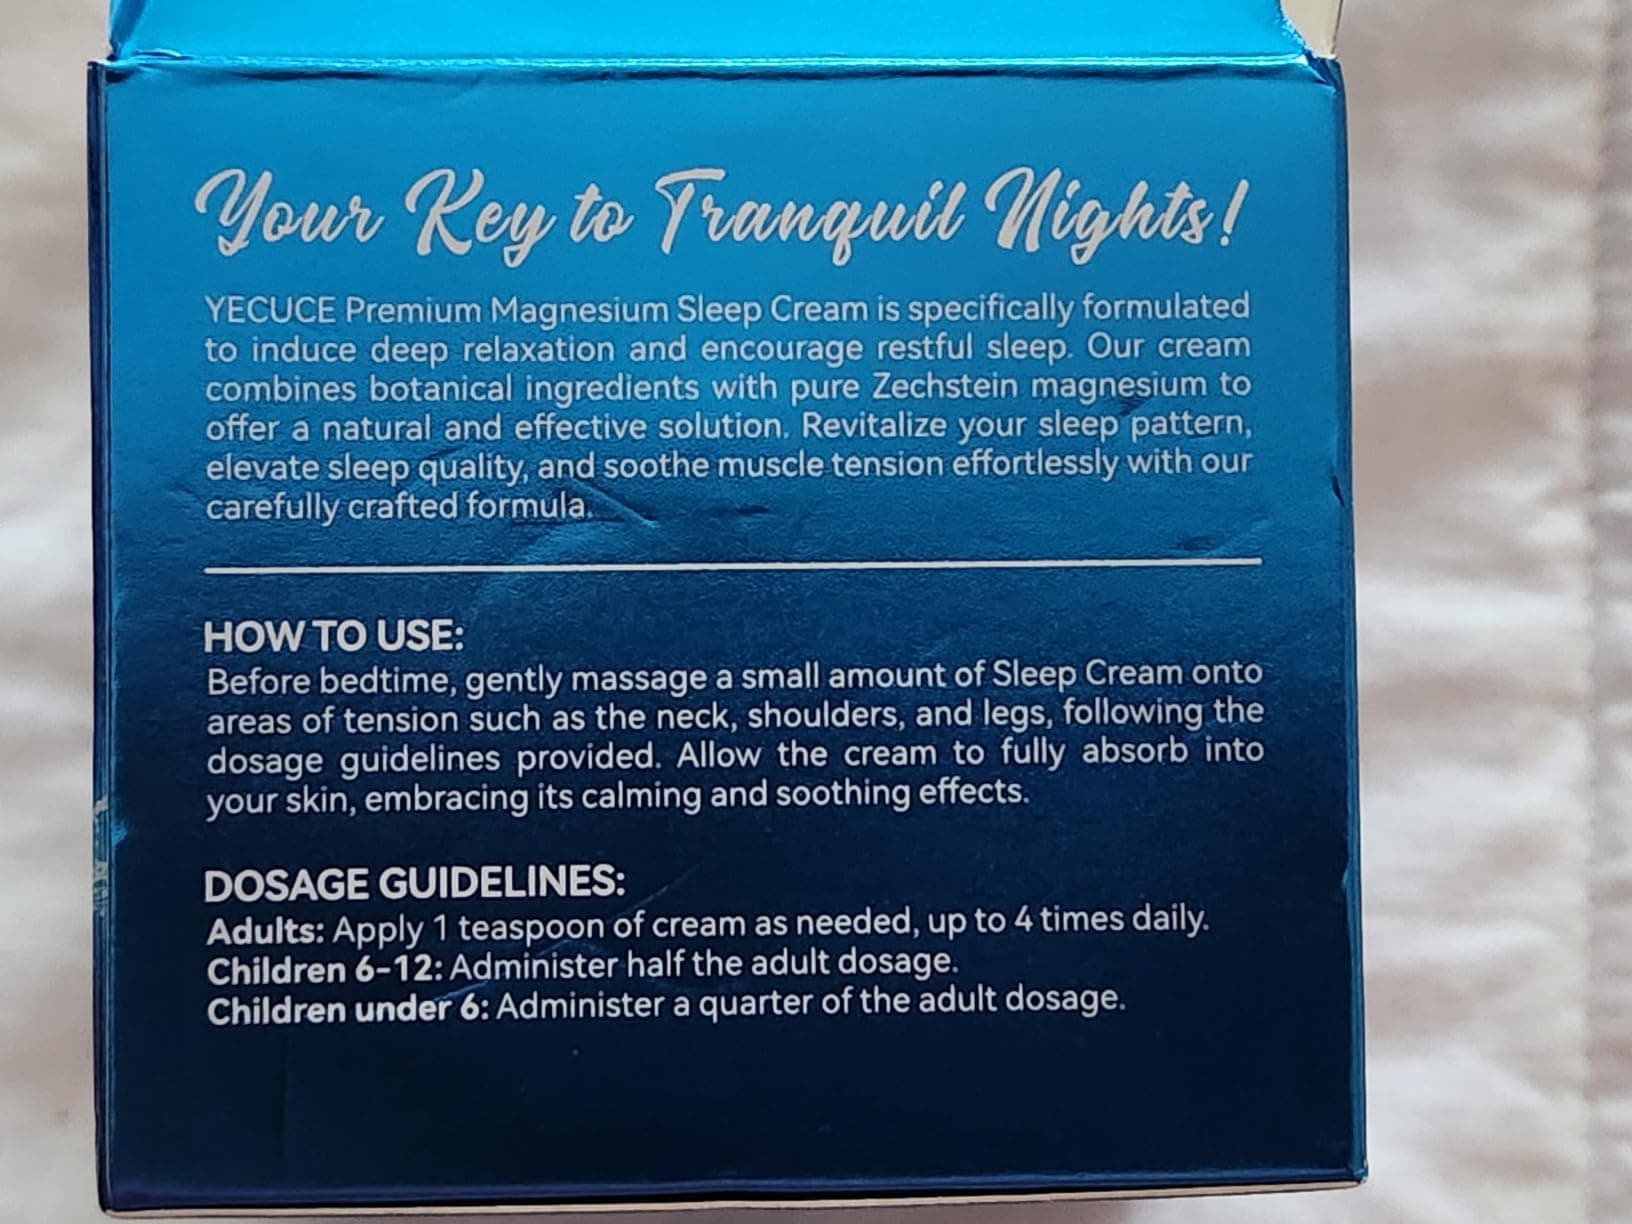 Your Key to Tranquil Nights!
YECUCE Premium Magnesium Sleep Cream is specifically formulated
to induce deep relaxation and encourage restful sleep. Our cream
combines botanical ingredients with pure Zechstein magnesium to
offer a natural and effective solution. Revitalize your sleep pattern,
elevate sleep quality, and soothe muscle tension effortlessly with our
carefully crafted formula.
HOW TO USE:
Before bedtime, gently massage a small amount of Sleep Cream onto
areas of tension such as the neck, shoulders, and legs, following the
dosage guidelines provided. Allow the cream to fully absorb into
your skin, embracing its calming and soothing effects.
DOSAGE GUIDELINES:
Adults: Apply 1 teaspoon of cream as needed, up to 4 times daily.
Children 6-12: Administer half the adult dosage.
Children under 6: Administer a quarter of the adult dosage.